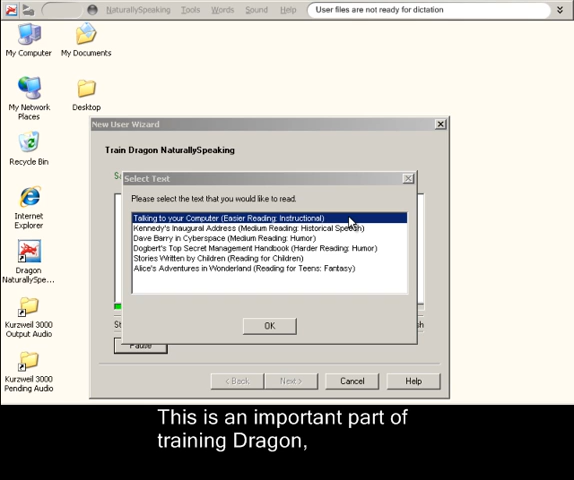 NaturallySpeaking Tools Words Sound Help User files are not ready for dictation
My Computer
My Documents
My Network
Places
Desktop
Recycle Bin
Internet
Explorer
Dragon
NaturallySpe...
Kurzweil 3000
Output Audio
Kurzweil 3000
Pending Audio
New User Wizard
Train Dragon NaturallySpeaking
Select Text
Please select the text that you would like to read.
Talking to your Computer (Easier Reading: Instructional)
Kennedy's Inaugural Address (Medium Reading: Historical Speech)
Dave Barry in Cyberspace (Medium Reading: Humor)
Dogbert's Top Secret Management Handbook (Harder Reading: Humor)
Stories Written by Children (Reading for Children)
Alice's Adventures in Wonderland (Reading for Teens: Fantasy)
OK
Pause
< Back Next > Cancel Help
This is an important part of
training Dragon,